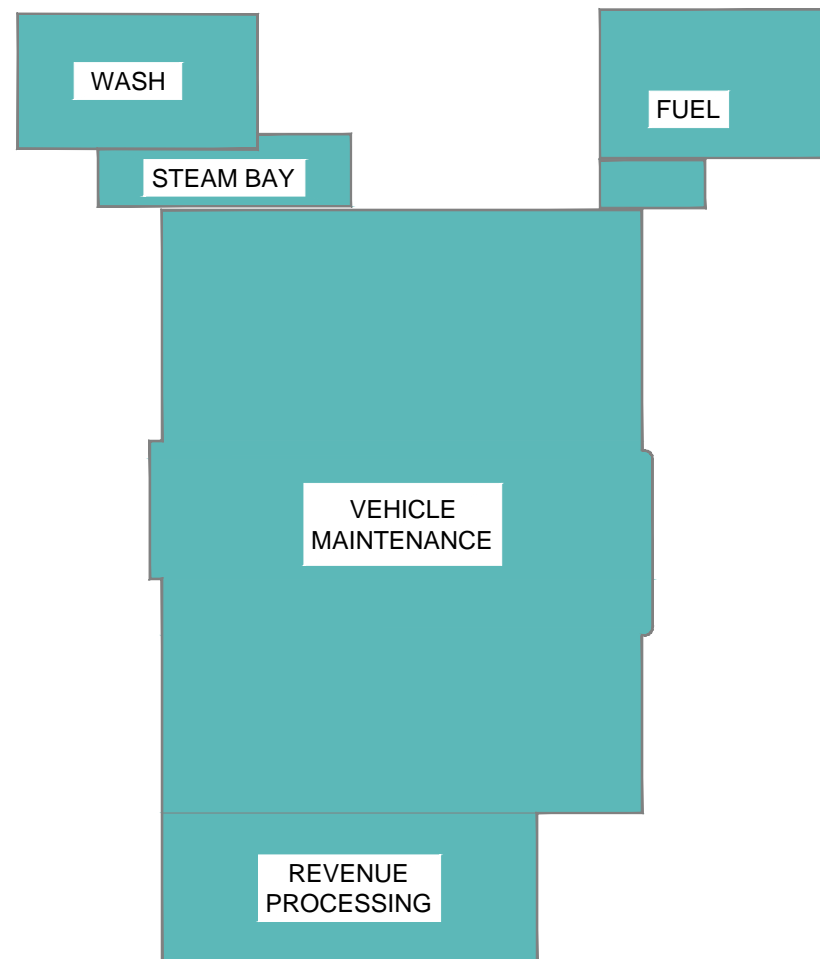 WASH
FUEL
STEAM BAY
VEHICLE
MAINTENANCE
REVENUE
PROCESSING